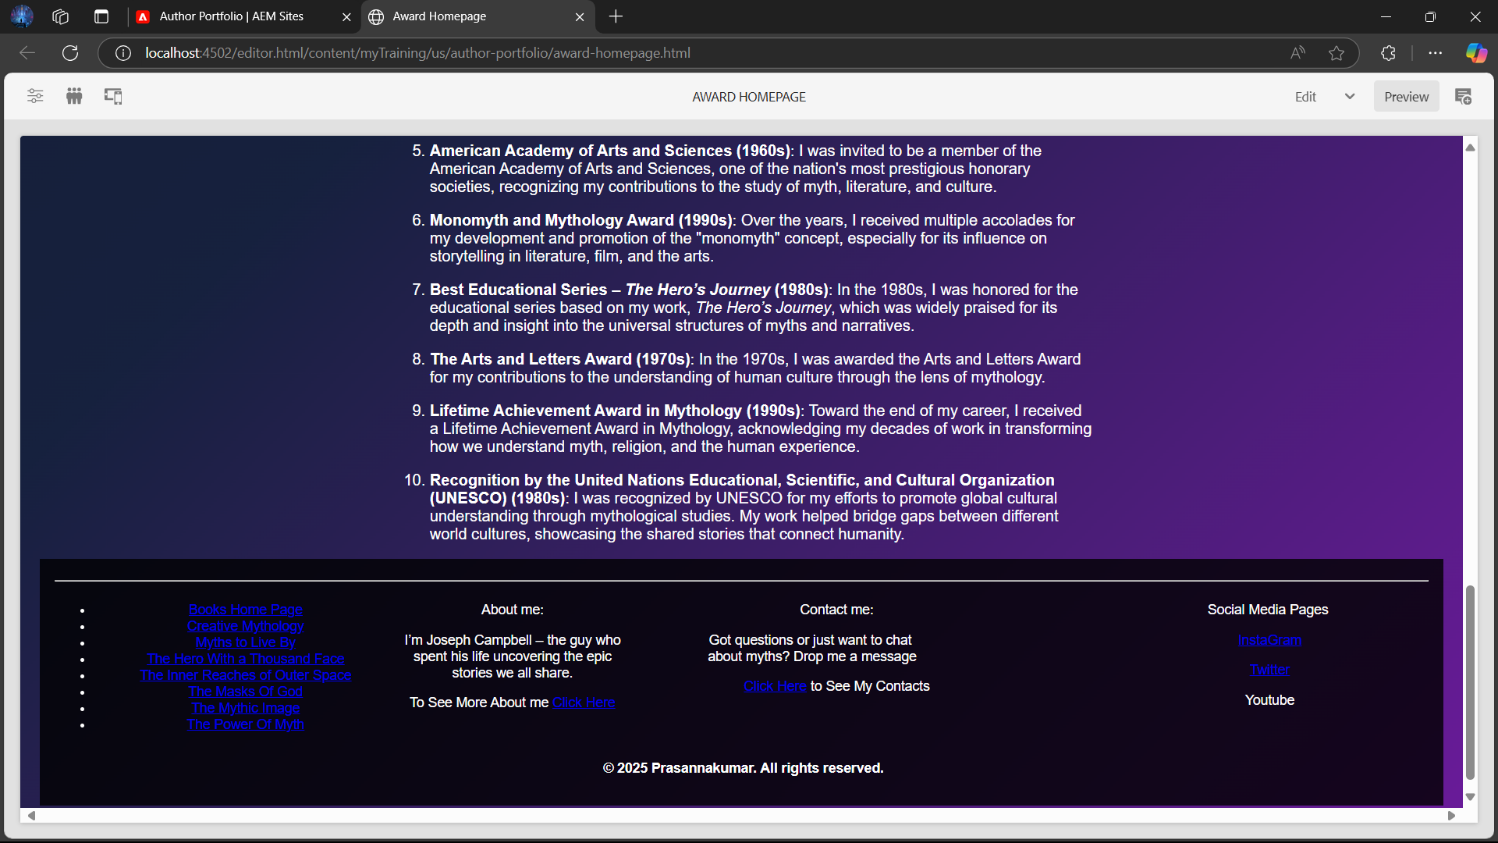 Author Portfolio | AEM Sites
Award Homepage
localhost:4502/editor.html/content/myTraining/us/author-portfolio/award-homepage.html
AWARD HOMEPAGE
Edit
Preview
5. American Academy of Arts and Sciences (1960s): I was invited to be a member of the
American Academy of Arts and Sciences, one of the nation's most prestigious honorary
societies, recognizing my contributions to the study of myth, literature, and culture.
6. Monomyth and Mythology Award (1990s): Over the years, I received multiple accolades for
my development and promotion of the "monomyth" concept, especially for its influence on
storytelling in literature, film, and the arts.
7. Best Educational Series – The Hero’s Journey (1980s): In the 1980s, I was honored for the
educational series based on my work, The Hero’s Journey, which was widely praised for its
depth and insight into the universal structures of myths and narratives.
8. The Arts and Letters Award (1970s): In the 1970s, I was awarded the Arts and Letters Award
for my contributions to the understanding of human culture through the lens of mythology.
9. Lifetime Achievement Award in Mythology (1990s): Toward the end of my career, I received
a Lifetime Achievement Award in Mythology, acknowledging my decades of work in transforming
how we understand myth, religion, and the human experience.
10. Recognition by the United Nations Educational, Scientific, and Cultural Organization
(UNESCO) (1980s): I was recognized by UNESCO for my efforts to promote global cultural
understanding through mythological studies. My work helped bridge gaps between different
world cultures, showcasing the shared stories that connect humanity.
Books Home Page
Creative Mythology
Myths to Live By
The Hero With a Thousand Face
The Inner Reaches of Outer Space
The Masks Of God
The Mythic Image
The Power Of Myth
About me:
I’m Joseph Campbell – the guy who
spent his life uncovering the epic
stories we all share.
To See More About me Click Here
Contact me:
Got questions or just want to chat
about myths? Drop me a message
Click Here to See My Contacts
Social Media Pages
InstaGram
Twitter
Youtube
© 2025 Prasannakumar. All rights reserved.